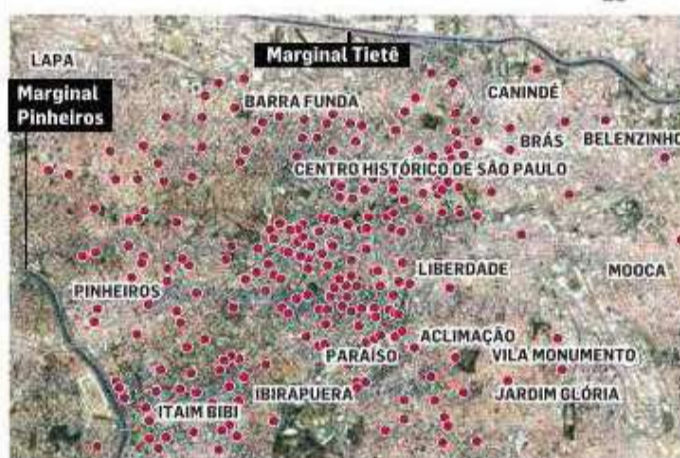 Marginal Tietê
LAPA
Marginal
Pinheiros
BARRA FUNDA
CANINDÉ
BRÁS
BELENZINHO
CENTRO HISTÓRICO DE SÃO PAULO
LIBERDADE
MOOCA
PINHEIROS
ACLIMAÇÃO
PARAÍSO
VILA MONUMENTO
IBIRAPUERA
JARDIM GLÓRIA
ITAIM BIBI